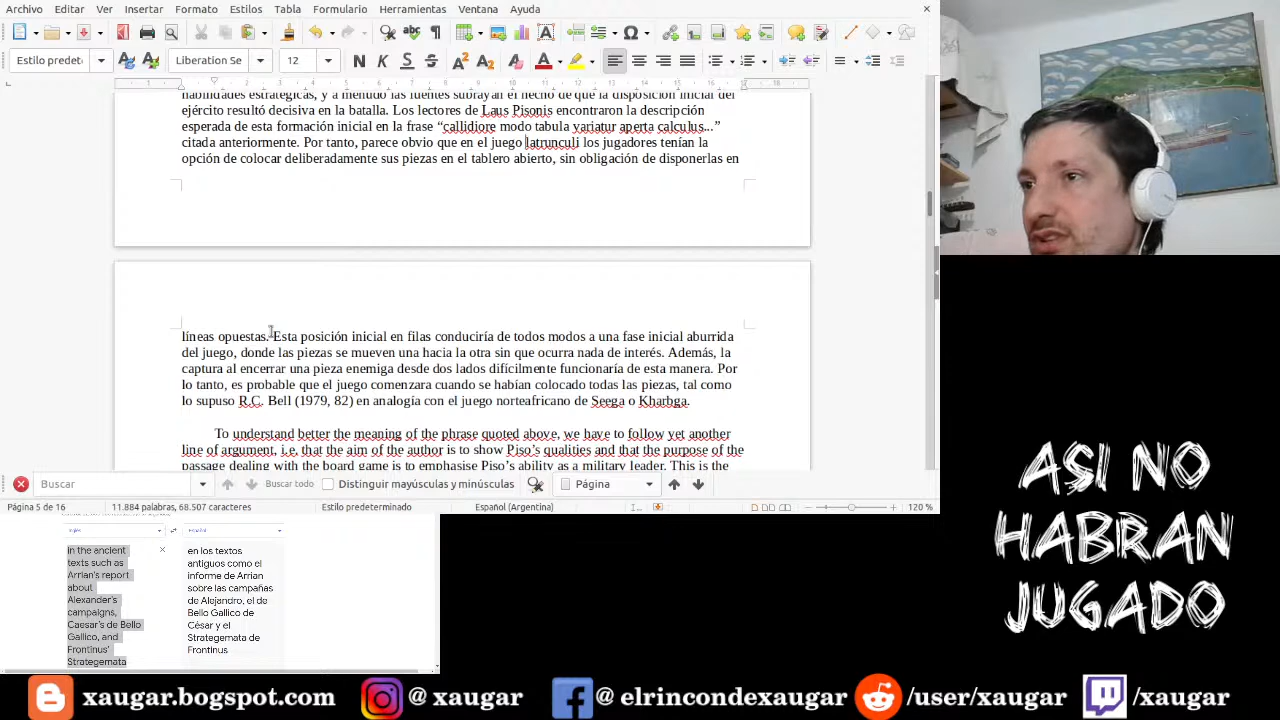 Archivo Editar Ver Insertar Formato Estilos Tabla Formulario Herramientas Ventana Ayuda
Estilo predet Liberation Se 12
habilidades estratégicas, y a menudo las fuentes subrayan el hecho de que la disposición inicial del
ejército resultó decisiva en la batalla. Los lectores de Laus Pisonis encontraron la descripción
esperada de esta formación inicial en la frase “callidiore modo tabula variatur aperta calculus...”
citada anteriormente. Por tanto, parece obvio que en el juego latrunculi los jugadores tenían la
opción de colocar deliberadamente sus piezas en el tablero abierto, sin obligación de disponerlas en
líneas opuestas. Esta posición inicial en filas conduciría de todos modos a una fase inicial aburrida
del juego, donde las piezas se mueven una hacia la otra sin que ocurra nada de interés. Además, la
captura al encerrar una pieza enemiga desde dos lados difícilmente funcionaría de esta manera. Por
lo tanto, es probable que el juego comenzara cuando se habían colocado todas las piezas, tal como
lo supuso R.C. Bell (1979, 82) en analogía con el juego norteafricano de Seega o Kharbga.
To understand better the meaning of the phrase quoted above, we have to follow yet another
line of argument, i.e. that the aim of the author is to show Piso’s qualities and that the purpose of the
passage dealing with the board game is to emphasise Piso’s ability as a military leader. This is the
Buscar Buscar todo Distinguir mayúsculas y minúsculas Página
Página 5 de 16 11.884 palabras, 68.507 caracteres Estilo predeterminado Español (Argentina) 120 %
Inglés Español
in the ancient
texts such as
Arrian's report
about
Alexander's
campaigns,
Caesar's de Bello
Gallico, and
Frontinus'
Strategemata
en los textos
antiguos como el
informe de Arrian
sobre las campañas
de Alejandro, el de
Bello Gallico de
César y el
Strategemata de
Frontinus
ASI NO
HABRAN
JUGADO
xaugar.bogspot.com @ xaugar @ elrincondexaugar /user/xaugar /xaugar